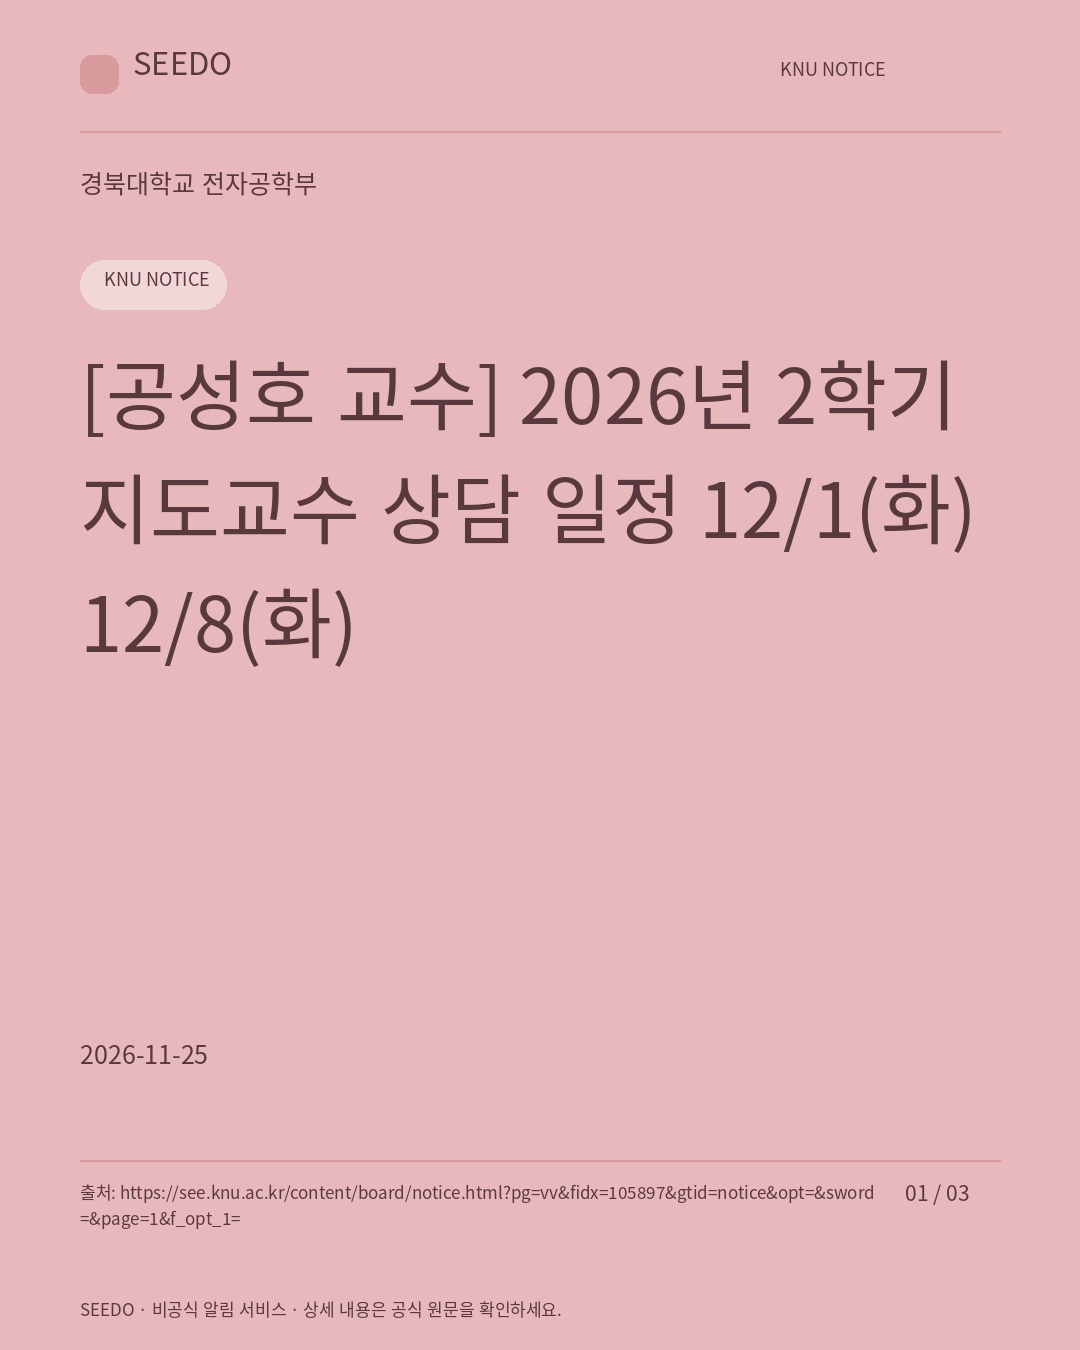 SEEDO
KNU NOTICE
경북대학교 전자공학부
KNU NOTICE
[공성호 교수] 2026년 2학기
지도교수 상담 일정 12/1(화)
12/8(화)
2026-11-25
출처: https://see.knu.ac.kr/content/board/notice.html?pg=vv&fidx=105897&gtid=notice&opt=&sword
=&page=1&f_opt_1=
01 / 03
SEEDO · 비공식 알림 서비스 · 상세 내용은 공식 원문을 확인하세요.